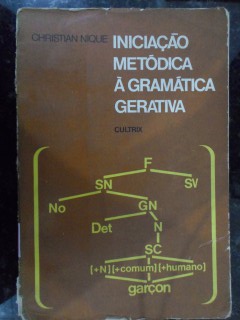 CHRISTIAN NIQUE
INICIAÇÃO
METÓDICA
À GRAMÁTICA
GERATIVA
CULTRIX
F
SN SV
No GN
Det N
SC
[+N] [+comum] [+humano]
garçon